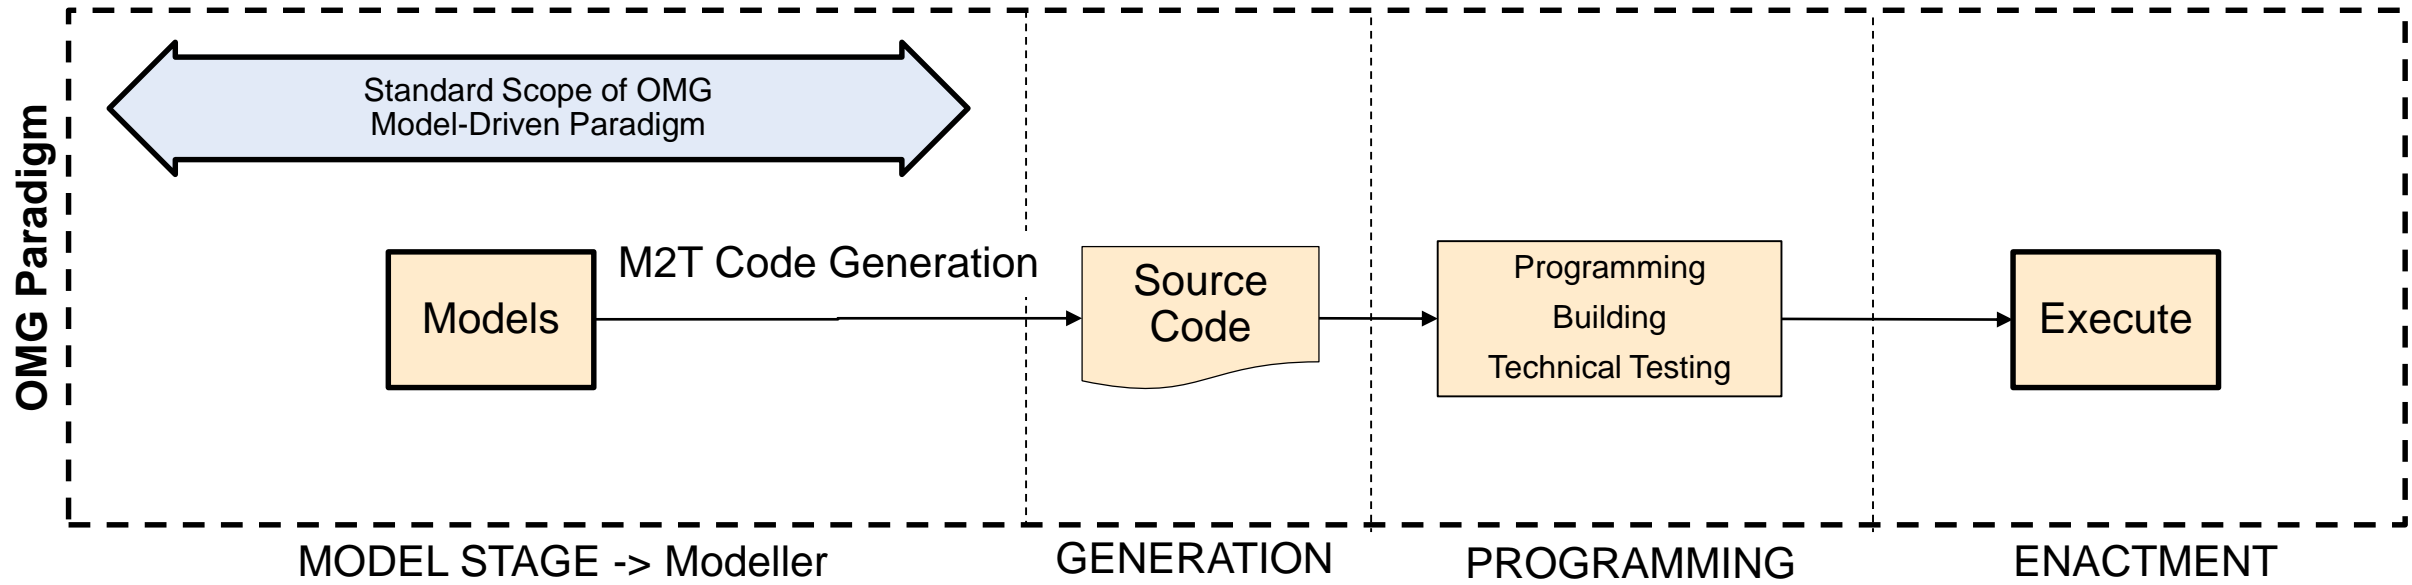 OMG Paradigm
Standard Scope of OMG
Model-Driven Paradigm
Models
M2T Code Generation
Source
Code
Programming
Building
Technical Testing
Execute
MODEL STAGE -> Modeller
GENERATION
PROGRAMMING
ENACTMENT